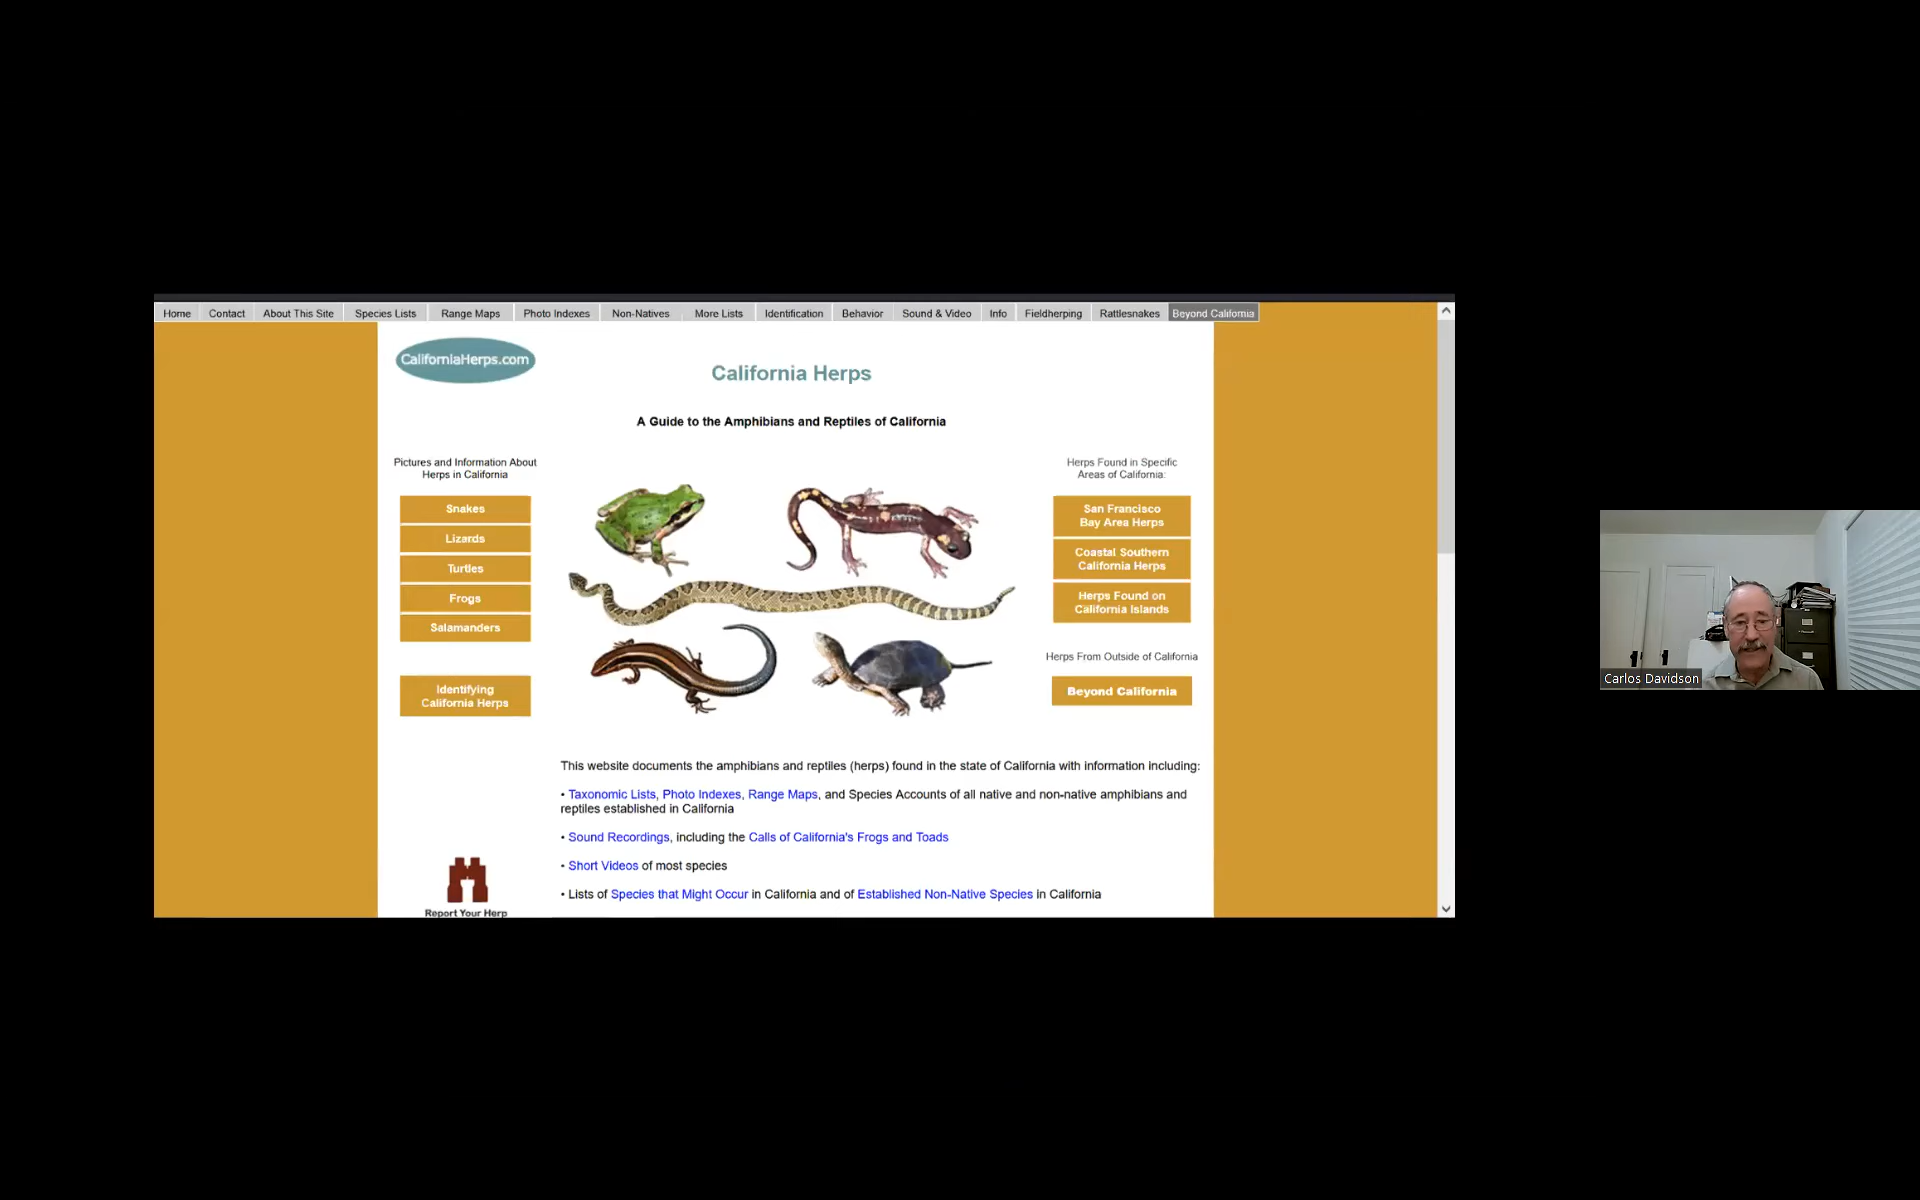 Home Contact About This Site Species Lists Range Maps Photo Indexes Non-Natives More Lists Identification Behavior Sound & Video Info Fieldherping Rattlesnakes Beyond California
CaliforniaHerps.com
California Herps
A Guide to the Amphibians and Reptiles of California
Pictures and Information About
Herps in California
Snakes
Lizards
Turtles
Frogs
Salamanders
Identifying
California Herps
Herps Found in Specific
Areas of California:
San Francisco
Bay Area Herps
Coastal Southern
California Herps
Herps Found on
California Islands
Herps From Outside of California
Beyond California
This website documents the amphibians and reptiles (herps) found in the state of California with information including:
• Taxonomic Lists, Photo Indexes, Range Maps, and Species Accounts of all native and non-native amphibians and
reptiles established in California
• Sound Recordings, including the Calls of California's Frogs and Toads
• Short Videos of most species
• Lists of Species that Might Occur in California and of Established Non-Native Species in California
Report Your Herp
Carlos Davidson